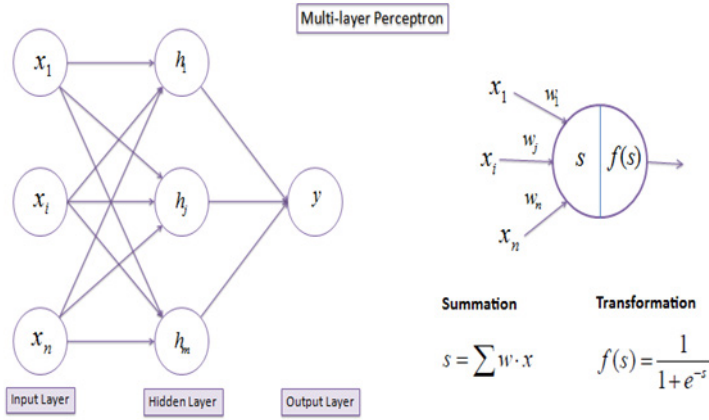 Multi-layer Perceptron
x₁
h₁
xᵢ
hⱼ
y
xₙ
hₘ
Input Layer
Hidden Layer
Output Layer
x₁ w₁
xᵢ wⱼ
xₙ wₙ
s f(s)
Summation
s = ∑ w · x
Transformation
f(s) = 1 / (1 + e⁻ˢ)